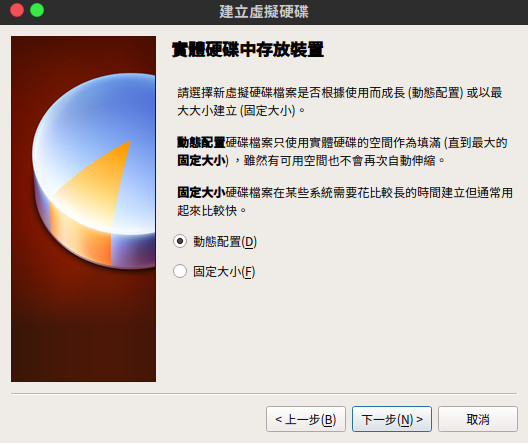 建立虛擬硬碟
實體硬碟中存放裝置
請選擇新虛擬硬碟檔案是否根據使用而成長 (動態配置) 或以最
大大小建立 (固定大小)。
動態配置硬碟檔案只使用實體硬碟的空間作為填滿 (直到最大的
固定大小) ，雖然有可用空間也不會再次自動伸縮。
固定大小硬碟檔案在某些系統需要花比較長的時間建立但通常用
起來比較快。
動態配置(D)
固定大小(F)
< 上一步(B)
下一步(N) >
取消